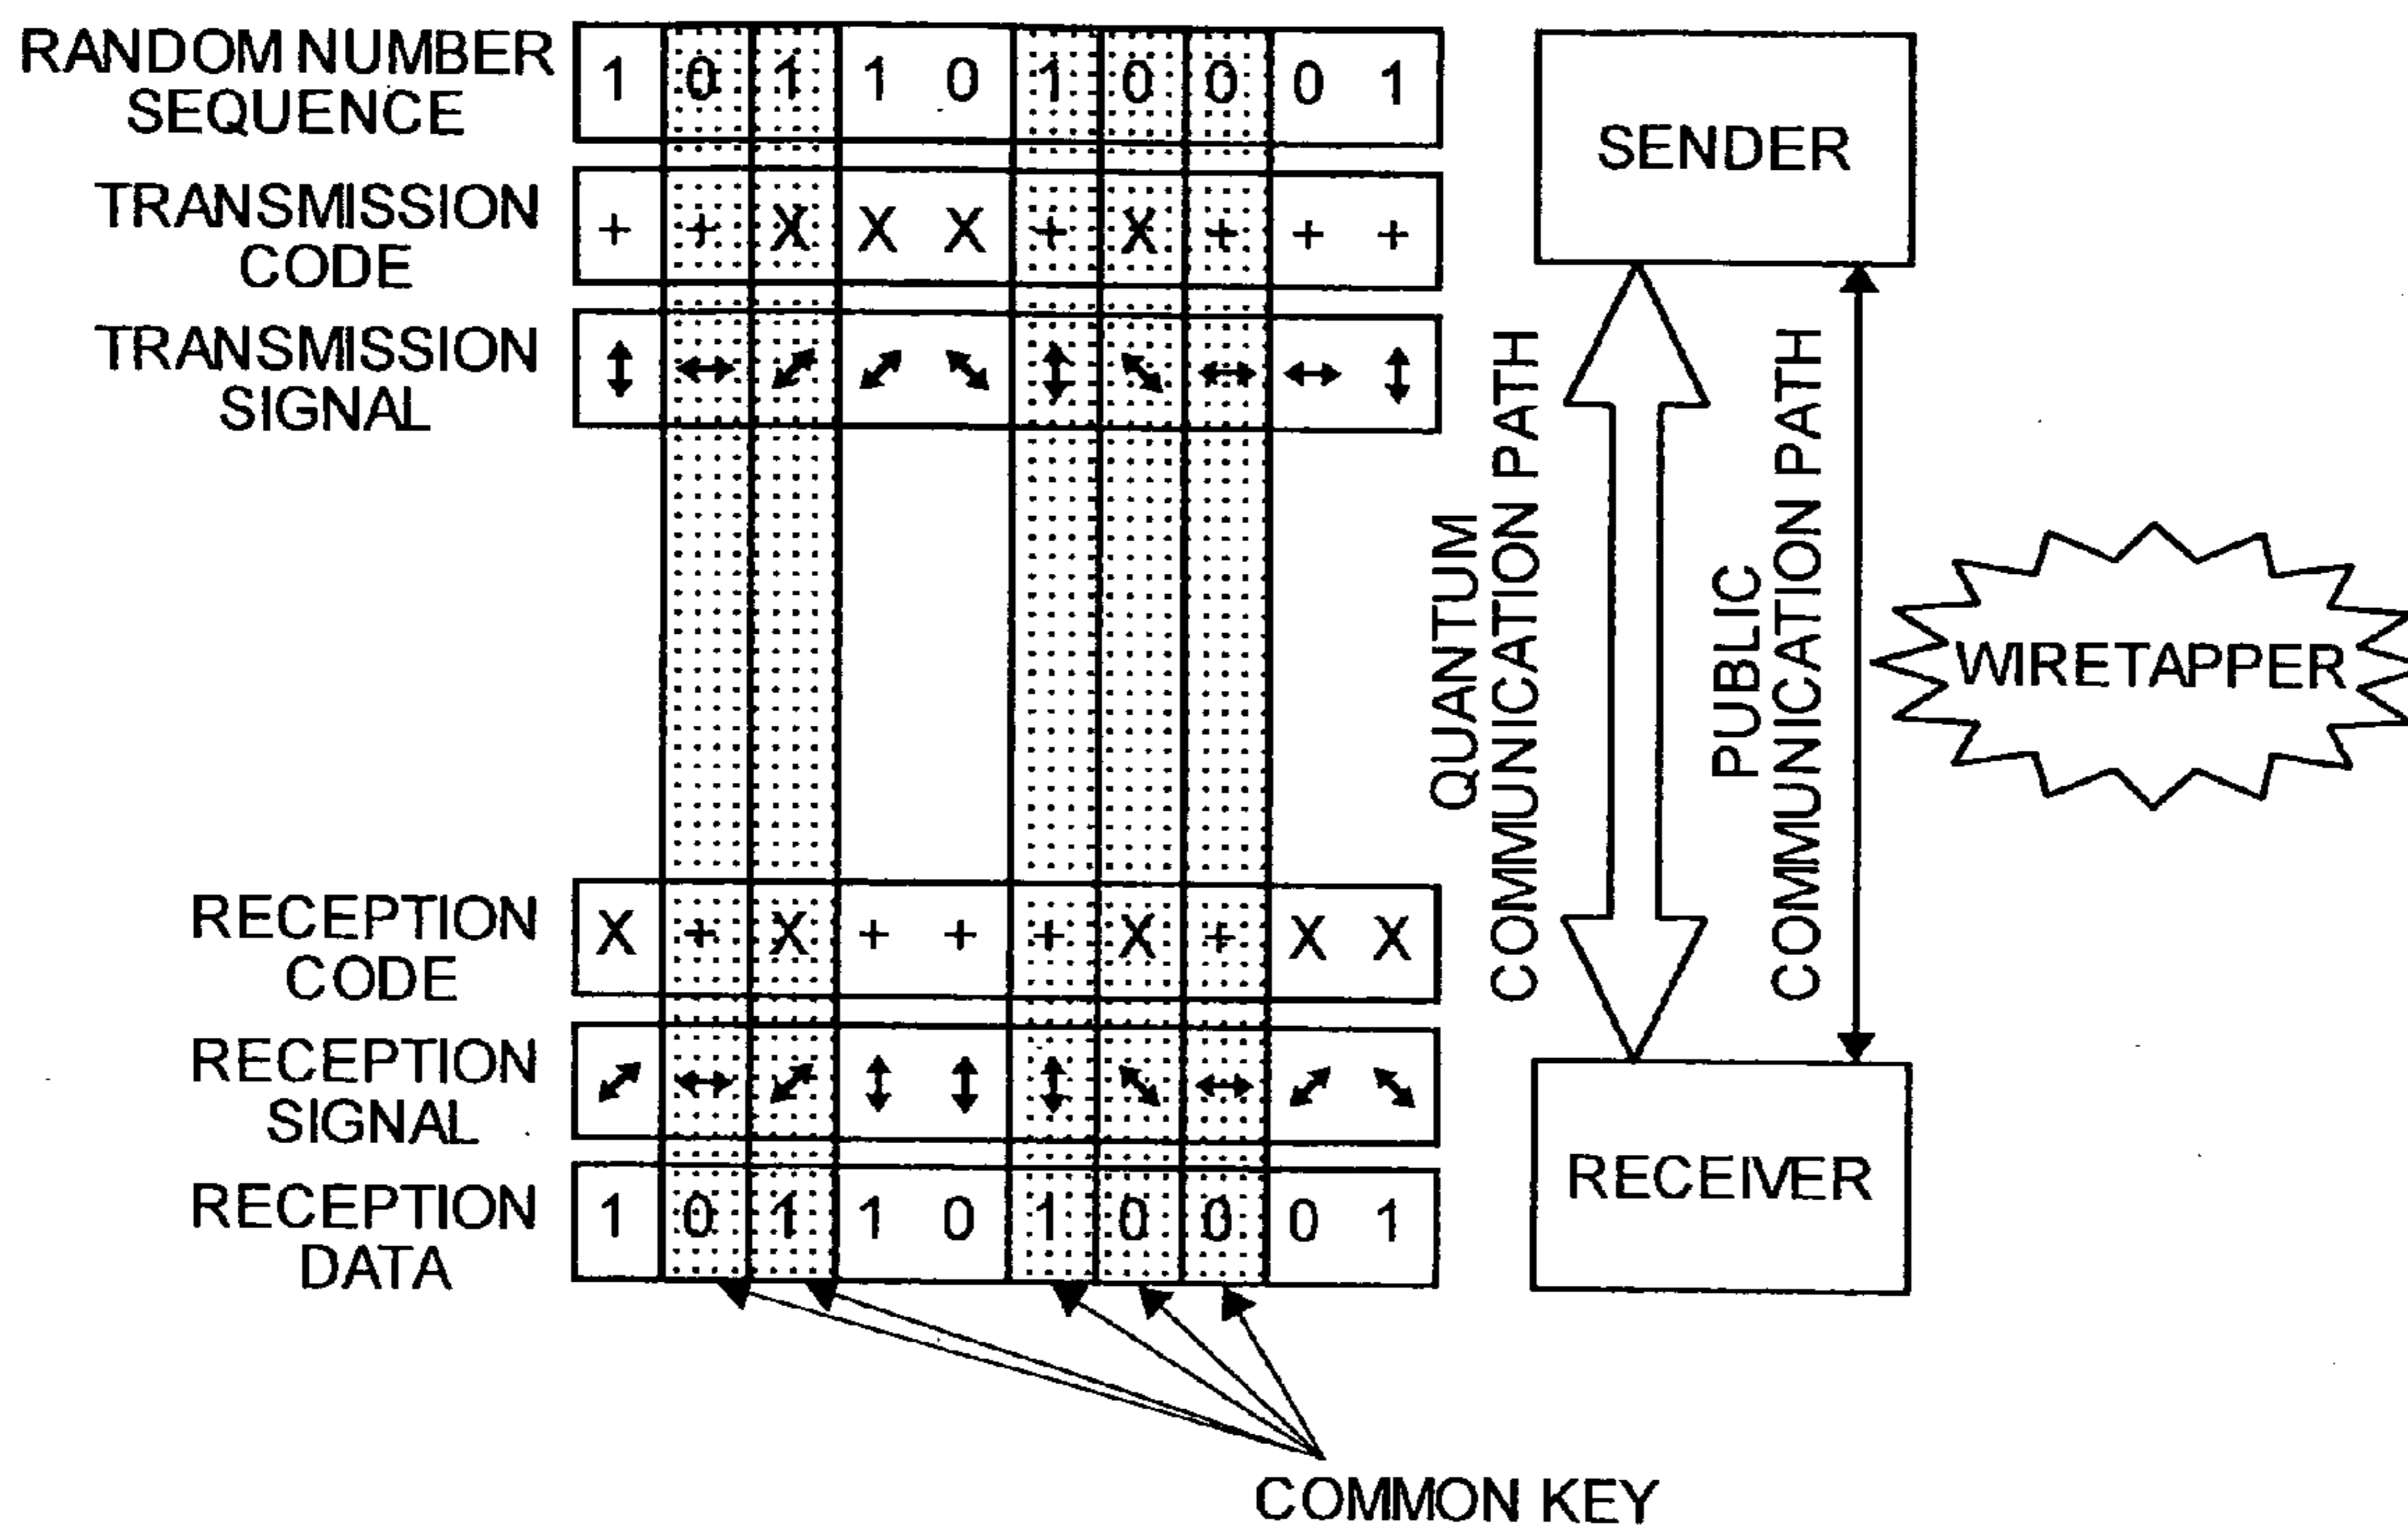 RANDOM NUMBER
SEQUENCE
1 0 1 1 0 1 0 0 0 1
TRANSMISSION
CODE
+ + X X X + X + + +
TRANSMISSION
SIGNAL
↕ ↔ ⤢ ⤢ ⤡ ↕ ⤡ ↔ ↔ ↕
RECEPTION
CODE
X + X + + + X + X X
RECEPTION
SIGNAL
⤢ ↔ ⤢ ↕ ↕ ↕ ⤡ ↔ ⤢ ⤡
RECEPTION
DATA
1 0 1 1 0 1 0 0 0 1
COMMON KEY
SENDER
QUANTUM
COMMUNICATION PATH
PUBLIC
COMMUNICATION PATH
WIRETAPPER
RECEIVER